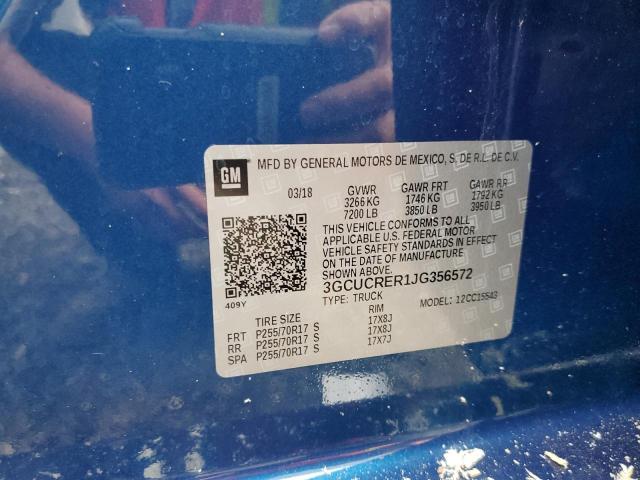 GM
MFD BY GENERAL MOTORS DE MEXICO, S. DE R.L. DE C.V.
03/18 GVWR GAWR FRT GAWR RR
3266 KG 1746 KG 1792 KG
7200 LB 3850 LB 3950 LB
THIS VEHICLE CONFORMS TO ALL
APPLICABLE U.S. FEDERAL MOTOR
VEHICLE SAFETY STANDARDS IN EFFECT
ON THE DATE OF MANUFACTURE
SHOWN ABOVE.
3GCUCRER1JG356572
TYPE: TRUCK MODEL: 12CC15543
409Y
TIRE SIZE RIM
FRT P255/70R17 S 17X8J
RR P255/70R17 S 17X8J
SPA P255/70R17 S 17X7J